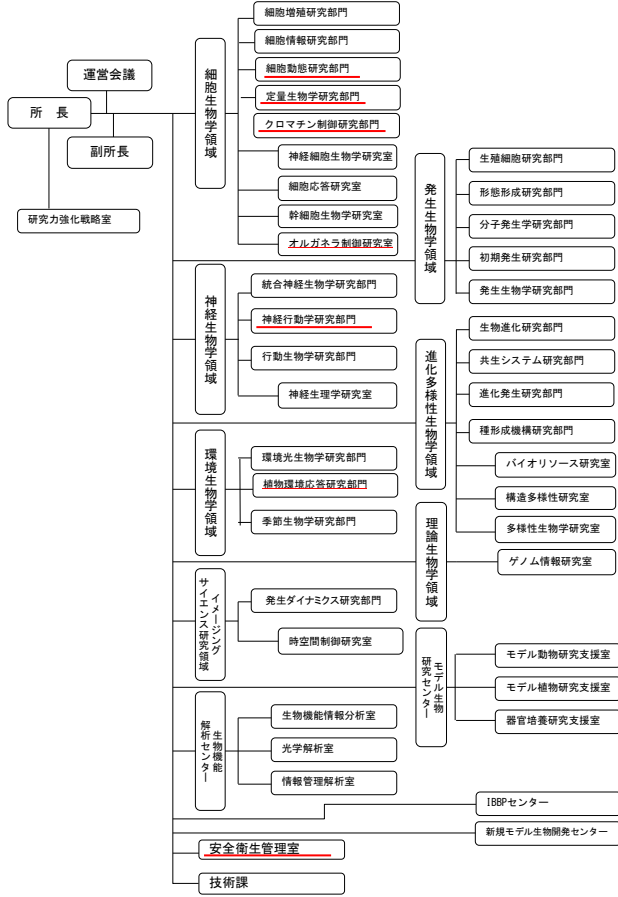 運営会議
所　長
副所長
研究力強化戦略室
細胞生物学領域
細胞増殖研究部門
細胞情報研究部門
細胞動態研究部門
定量生物学研究部門
クロマチン制御研究部門
神経細胞生物学研究室
細胞応答研究室
幹細胞生物学研究室
オルガネラ制御研究室
発生生物学領域
生殖細胞研究部門
形態形成研究部門
分子発生学研究部門
初期発生研究部門
発生生物学研究部門
神経生物学領域
統合神経生物学研究部門
神経行動学研究部門
行動生物学研究部門
神経生理学研究室
進化多様性生物学領域
生物進化研究部門
共生システム研究部門
進化発生研究部門
種形成機構研究部門
バイオリソース研究室
構造多様性研究室
多様性生物学研究室
環境生物学領域
環境光生物学研究部門
植物環境応答研究部門
季節生物学研究部門
理論生物学領域
ゲノム情報研究室
イメージング
サイエンス研究領域
発生ダイナミクス研究部門
時空間制御研究室
モデル生物
研究センター
モデル動物研究支援室
モデル植物研究支援室
器官培養研究支援室
生物機能
解析センター
生物機能情報分析室
光学解析室
情報管理解析室
IBBPセンター
新規モデル生物開発センター
安全衛生管理室
技術課